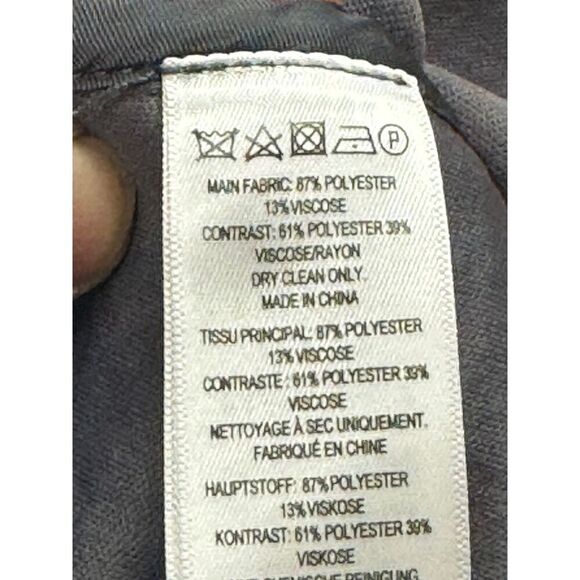 P
MAIN FABRIC: 87% POLYESTER
13% VISCOSE
CONTRAST: 61% POLYESTER 39%
VISCOSE/RAYON
DRY CLEAN ONLY.
MADE IN CHINA
TISSU PRINCIPAL: 87% POLYESTER
13% VISCOSE
CONTRASTE : 61% POLYESTER 39%
VISCOSE
NETTOYAGE À SEC UNIQUEMENT.
FABRIQUÉ EN CHINE
HAUPTSTOFF: 87% POLYESTER
13% VISKOSE
KONTRAST: 61% POLYESTER 39%
VISKOSE
CHEMISCHE REINIGUNG